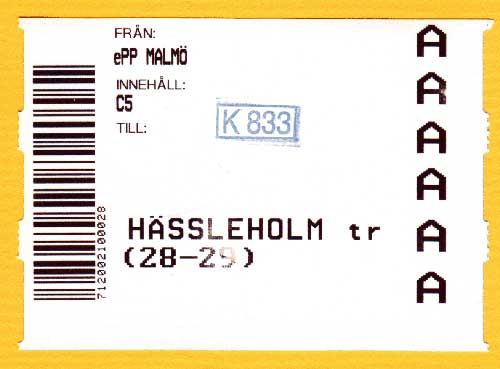 FRÅN:
ePP MALMÖ
INNEHÅLL:
C5
TILL:
K 833
HÄSSLEHOLM tr
(28-29)
712002100028
A
A
A
A
A
A